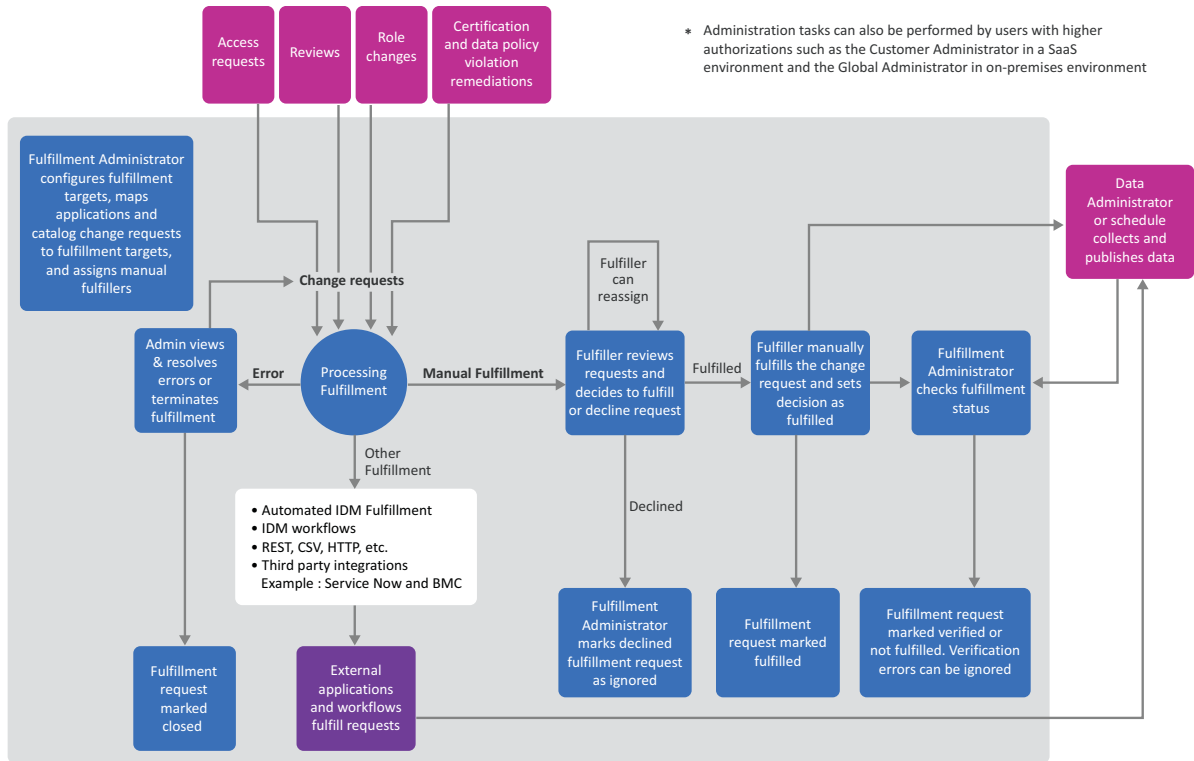 Access
requests
Reviews
Role
changes
Certification
and data policy
violation
remediations
* Administration tasks can also be performed by users with higher
authorizations such as the Customer Administrator in a SaaS
environment and the Global Administrator in on-premises environment
Fulfillment Administrator
configures fulfillment
targets, maps
applications and
catalog change requests
to fulfillment targets,
and assigns manual
fulfillers
Data
Administrator
or schedule
collects and
publishes data
Change requests
Fulfiller
can
reassign
Admin views
& resolves
errors or
terminates
fulfillment
Error
Processing
Fulfillment
Manual Fulfillment
Fulfiller reviews
requests and
decides to fulfill
or decline request
Fulfilled
Fulfiller manually
fulfills the change
request and sets
decision as
fulfilled
Fulfillment
Administrator
checks fulfillment
status
Other
Fulfillment
• Automated IDM Fulfillment
• IDM workflows
• REST, CSV, HTTP, etc.
• Third party integrations
Example : Service Now and BMC
Declined
Fulfillment
request
marked
closed
External
applications
and workflows
fulfill requests
Fulfillment
Administrator
marks declined
fulfillment request
as ignored
Fulfillment
request marked
fulfilled
Fulfillment request
marked verified or
not fulfilled. Verification
errors can be ignored